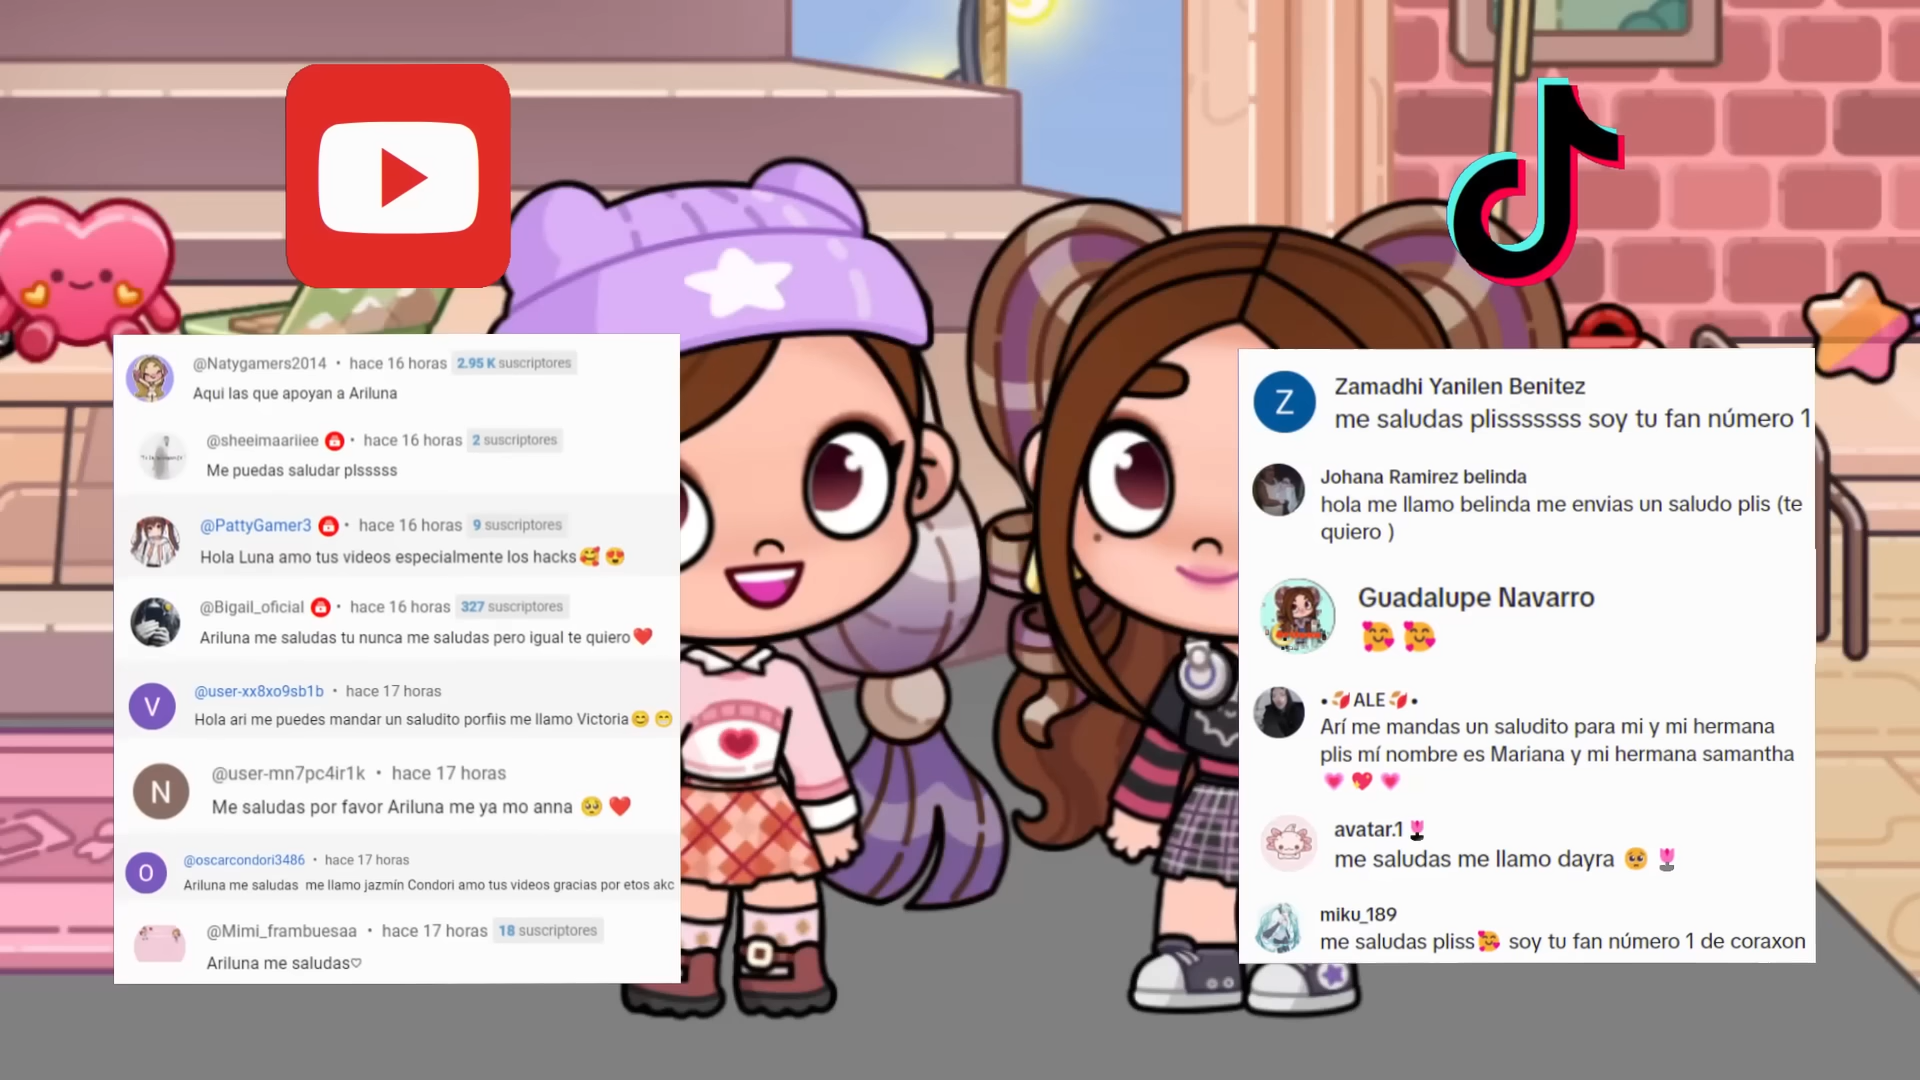 @Natygamers2014 • hace 16 horas 2.95 K suscriptores
Aqui las que apoyan a Ariluna
@sheeimaariiee • hace 16 horas 2 suscriptores
Me puedas saludar plsssss
@PattyGamer3 • hace 16 horas 9 suscriptores
Hola Luna amo tus videos especialmente los hacks🥰 😍
@Bigail_oficial • hace 16 horas 327 suscriptores
Ariluna me saludas tu nunca me saludas pero igual te quiero❤️
V
@user-xx8xo9sb1b • hace 17 horas
Hola ari me puedes mandar un saludito porfiis me llamo Victoria😊 😁
N
@user-mn7pc4ir1k • hace 17 horas
Me saludas por favor Ariluna me ya mo anna 🥺 ❤️
O
@oscarcondori3486 • hace 17 horas
Ariluna me saludas me llamo jazmín Condori amo tus videos gracias por etos akc
@Mimi_frambuesaa • hace 17 horas 18 suscriptores
Ariluna me saludas♡
Z
Zamadhi Yanilen Benitez
me saludas plisssssss soy tu fan número 1
Johana Ramirez belinda
hola me llamo belinda me envias un saludo plis (te
quiero )
Guadalupe Navarro
🥰 🥰
•🍂ALE🍂•
Arí me mandas un saludito para mi y mi hermana
plis mí nombre es Mariana y mi hermana samantha
💗 💖 💗
avatar.1🌷
me saludas me llamo dayra 🥺 🌷
miku_189
me saludas pliss🥰 soy tu fan número 1 de coraxon